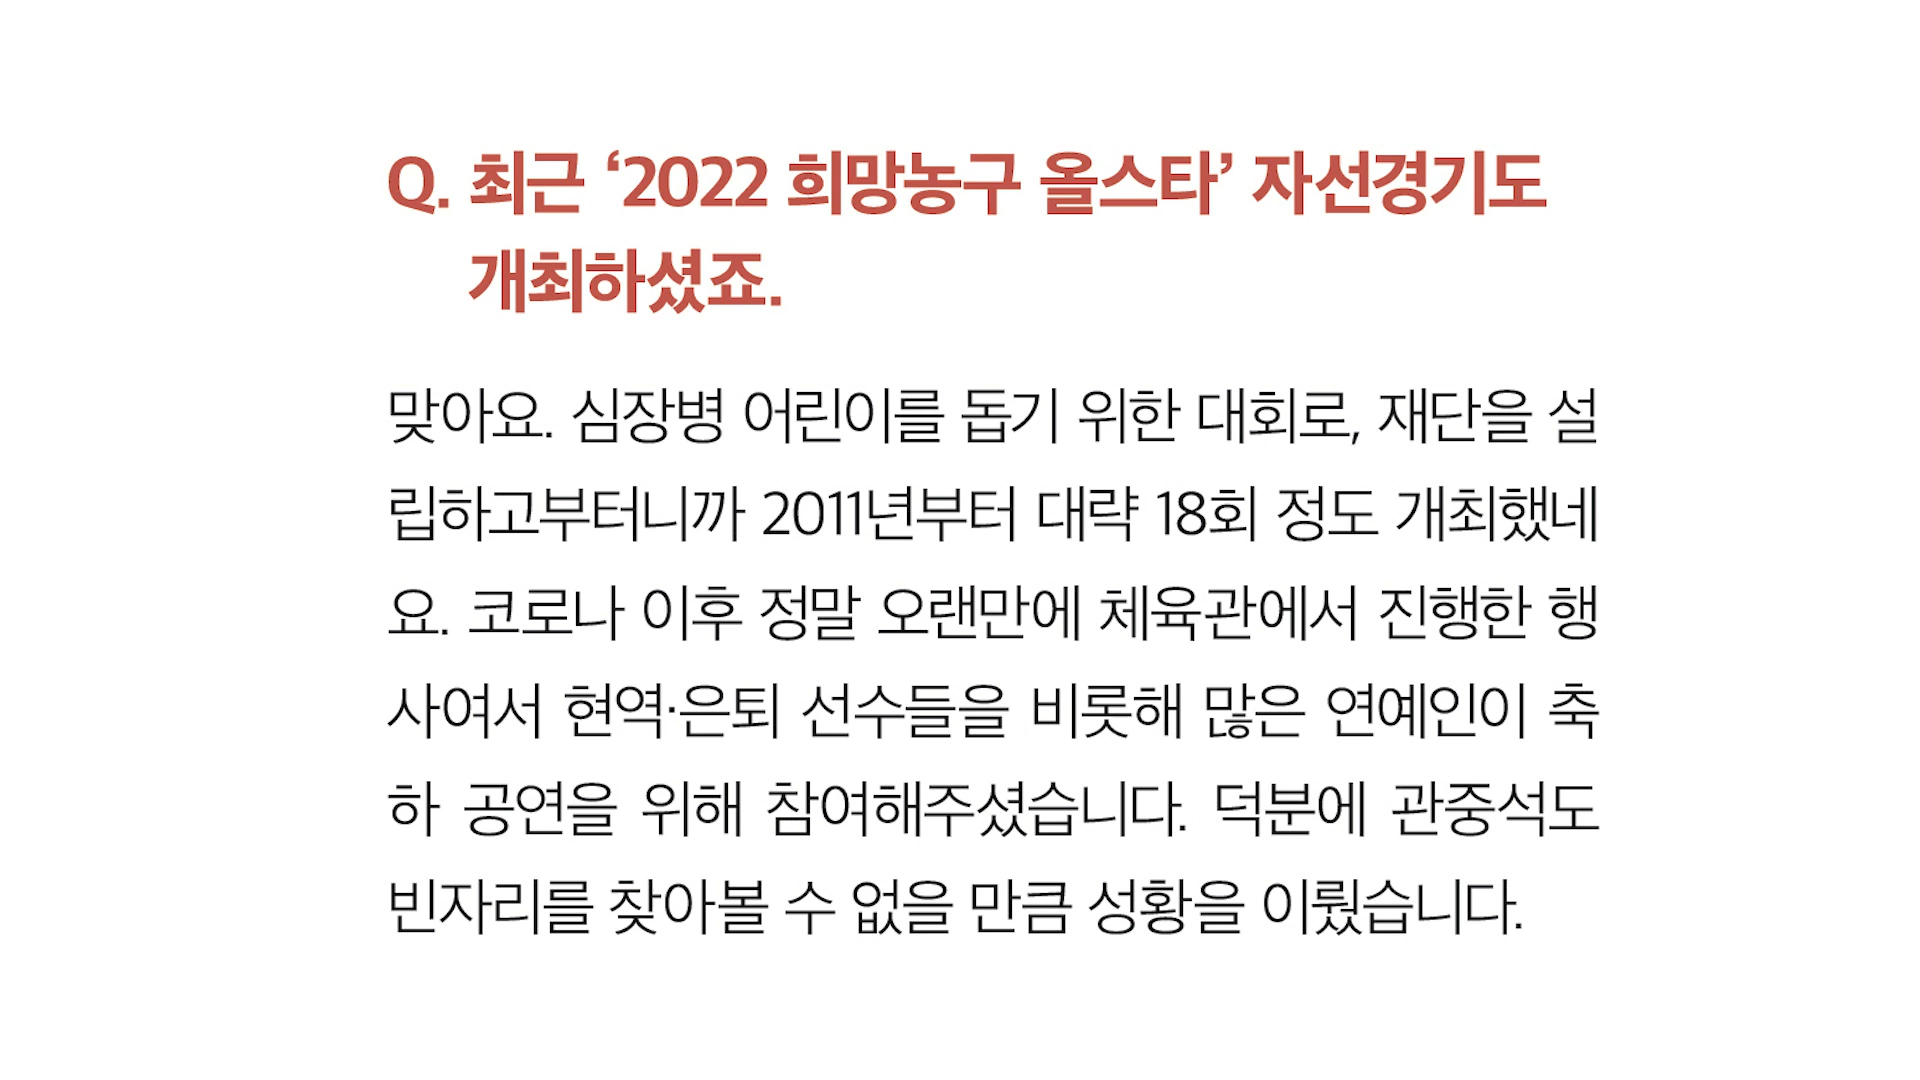 Q. 최근 ‘2022 희망농구 올스타’ 자선경기도
개최하셨죠.
맞아요. 심장병 어린이를 돕기 위한 대회로, 재단을 설
립하고부터니까 2011년부터 대략 18회 정도 개최했네
요. 코로나 이후 정말 오랜만에 체육관에서 진행한 행
사여서 현역·은퇴 선수들을 비롯해 많은 연예인이 축
하 공연을 위해 참여해주셨습니다. 덕분에 관중석도
빈자리를 찾아볼 수 없을 만큼 성황을 이뤘습니다.